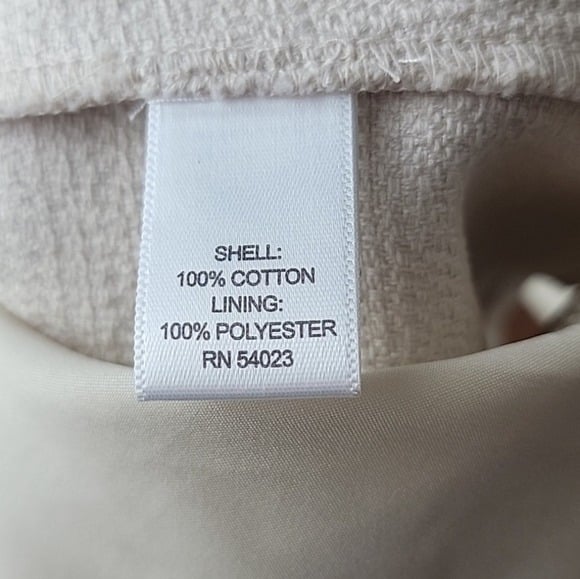 SHELL:
100% COTTON
LINING:
100% POLYESTER
RN 54023